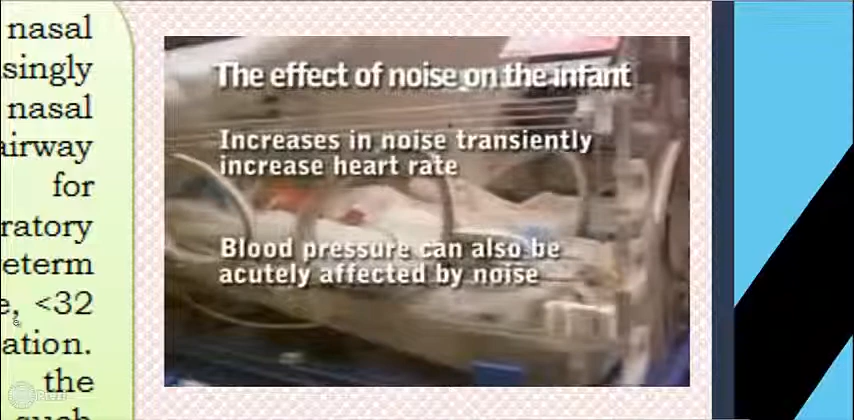 nasal
singly
nasal
airway
for
ratory
eterm
e, <32
ation.
the
such
The effect of noise on the infant
Increases in noise transiently
increase heart rate
Blood pressure can also be
acutely affected by noise